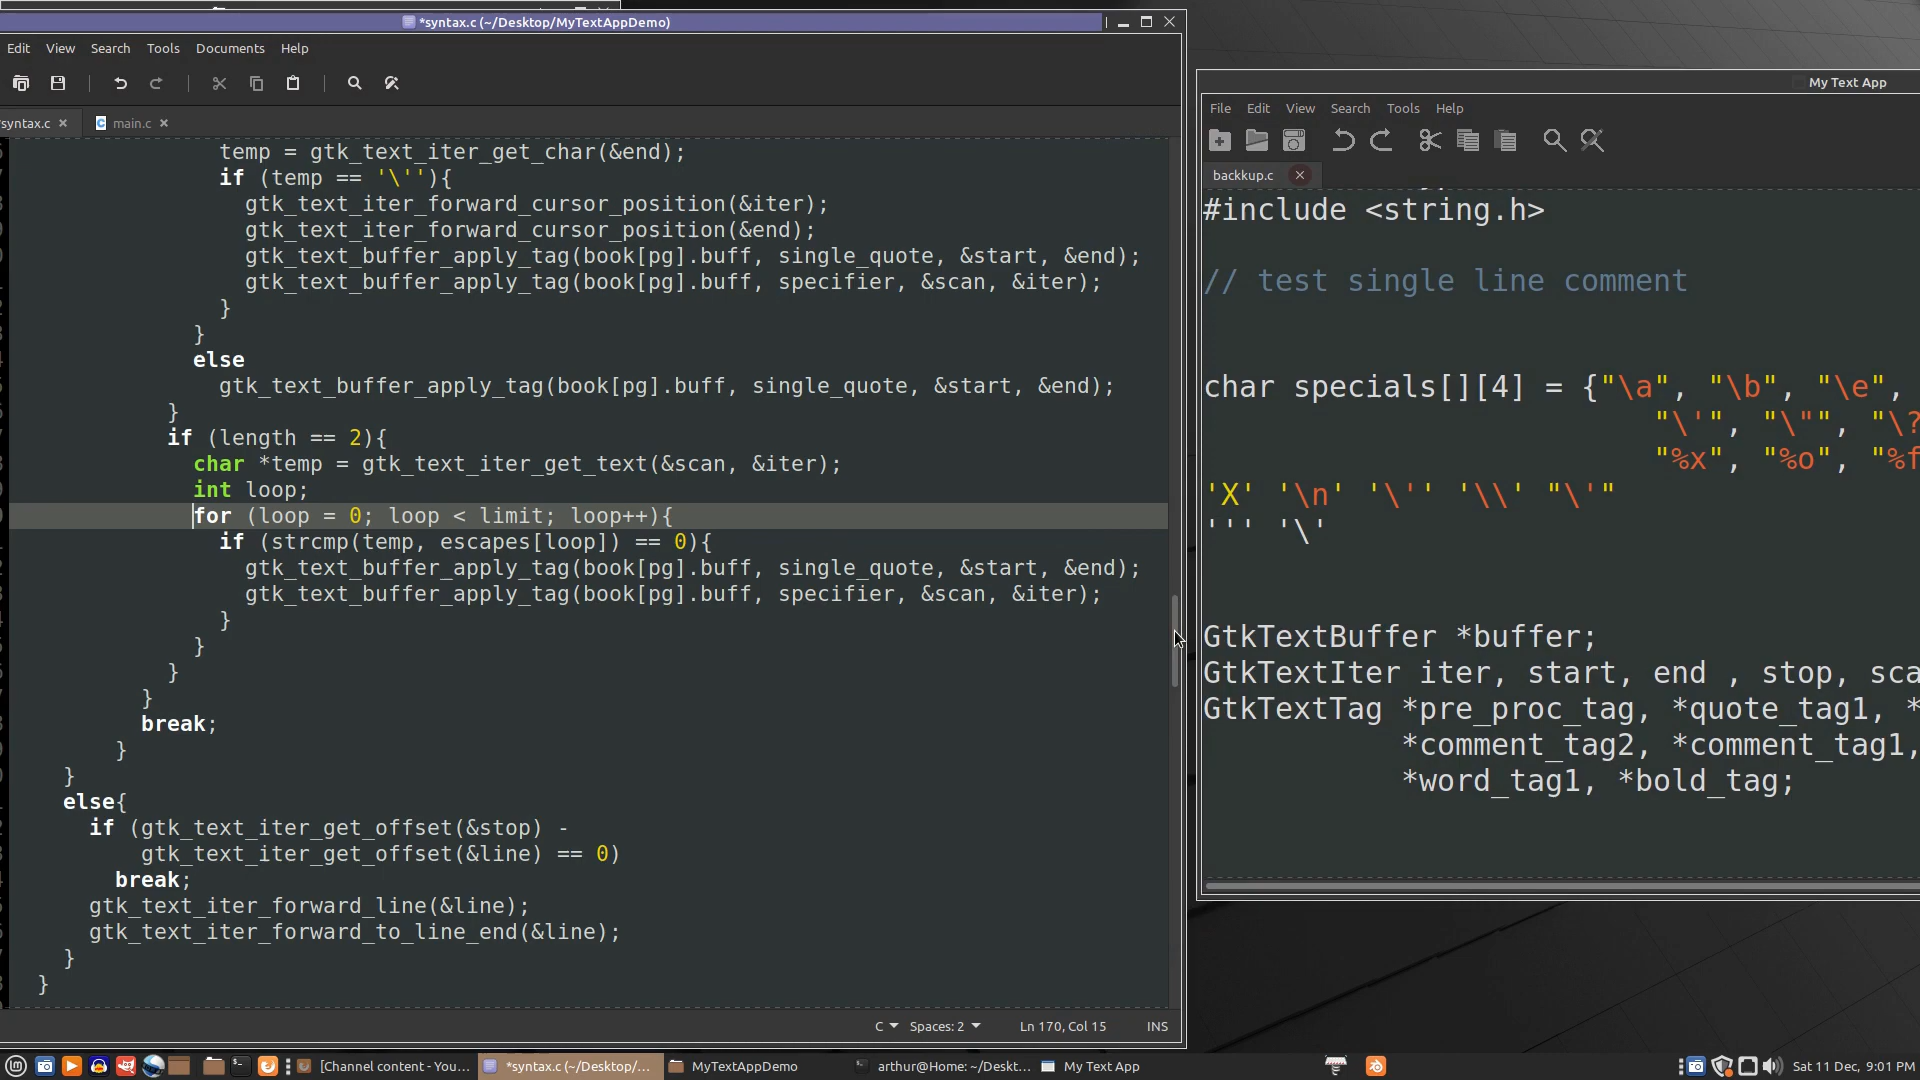 *syntax.c (~/Desktop/MyTextAppDemo)
Edit View Search Tools Documents Help
syntax.c
main.c
temp = gtk_text_iter_get_char(&end);
if (temp == '\''){
gtk_text_iter_forward_cursor_position(&iter);
gtk_text_iter_forward_cursor_position(&end);
gtk_text_buffer_apply_tag(book[pg].buff, single_quote, &start, &end);
gtk_text_buffer_apply_tag(book[pg].buff, specifier, &scan, &iter);
}
}
else
gtk_text_buffer_apply_tag(book[pg].buff, single_quote, &start, &end);
}
if (length == 2){
char *temp = gtk_text_iter_get_text(&scan, &iter);
int loop;
for (loop = 0; loop < limit; loop++){
if (strcmp(temp, escapes[loop]) == 0){
gtk_text_buffer_apply_tag(book[pg].buff, single_quote, &start, &end);
gtk_text_buffer_apply_tag(book[pg].buff, specifier, &scan, &iter);
}
}
}
}
break;
}
}
else{
if (gtk_text_iter_get_offset(&stop) -
gtk_text_iter_get_offset(&line) == 0)
break;
gtk_text_iter_forward_line(&line);
gtk_text_iter_forward_to_line_end(&line);
}
}
C Spaces: 2 Ln 170, Col 15 INS
My Text App
File Edit View Search Tools Help
backkup.c
#include <string.h>
// test single line comment
char specials[][4] = {"\a", "\b", "\e",
"\'", "\"", "\?
"%x", "%o", "%f
'X' '\n' '\'' '\\' "\'"
''' '\'
GtkTextBuffer *buffer;
GtkTextIter iter, start, end , stop, sca
GtkTextTag *pre_proc_tag, *quote_tag1, *
*comment_tag2, *comment_tag1,
*word_tag1, *bold_tag;
[Channel content - You...
*syntax.c (~/Desktop/...
MyTextAppDemo
arthur@Home: ~/Deskt...
My Text App
Sat 11 Dec, 9:01 PM